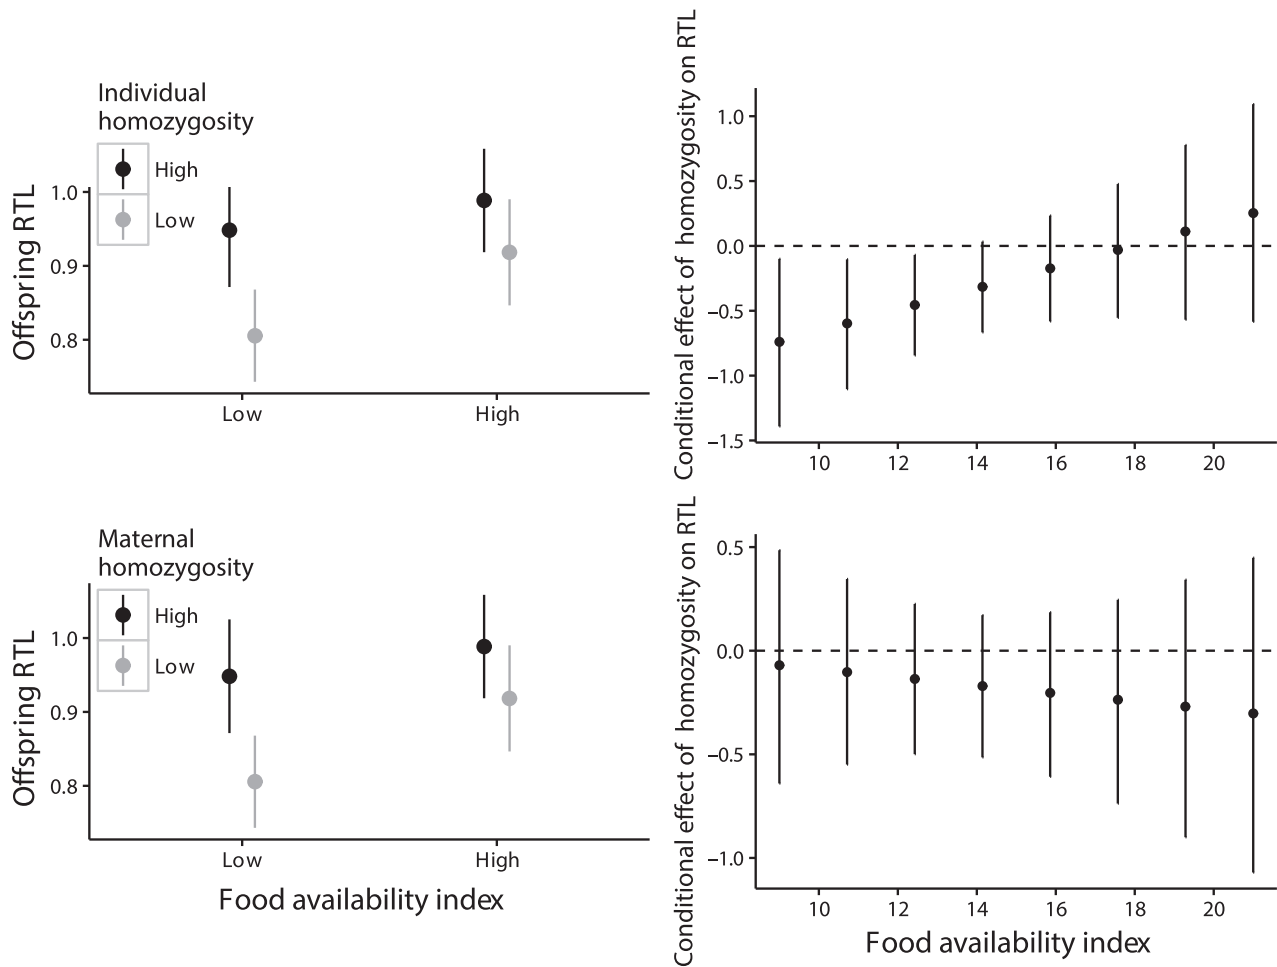 Individual
homozygosity
High
Low
Offspring RTL
1.0
0.9
0.8
Low
High
Conditional effect of homozygosity on RTL
1.0
0.5
0.0
−0.5
−1.0
−1.5
10
12
14
16
18
20
Maternal
homozygosity
High
Low
Offspring RTL
1.0
0.9
0.8
Low
High
Food availability index
Conditional effect of homozygosity on RTL
0.5
0.0
−0.5
−1.0
10
12
14
16
18
20
Food availability index